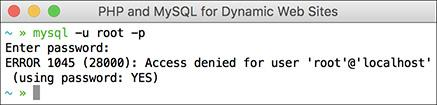 PHP and MySQL for Dynamic Web Sites
~ » mysql -u root -p
Enter password:
ERROR 1045 (28000): Access denied for user 'root'@'localhost'
(using password: YES)
~ »